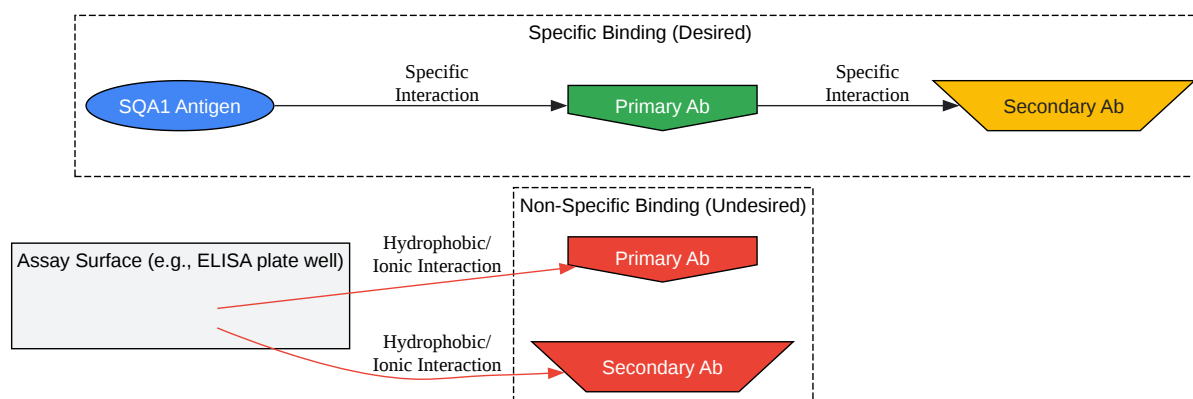 Specific Binding (Desired)
SQA1 Antigen
Specific
Interaction
Primary Ab
Specific
Interaction
Secondary Ab
Non-Specific Binding (Undesired)
Assay Surface (e.g., ELISA plate well)
Hydrophobic/
Ionic Interaction
Primary Ab
Hydrophobic/
Ionic Interaction
Secondary Ab